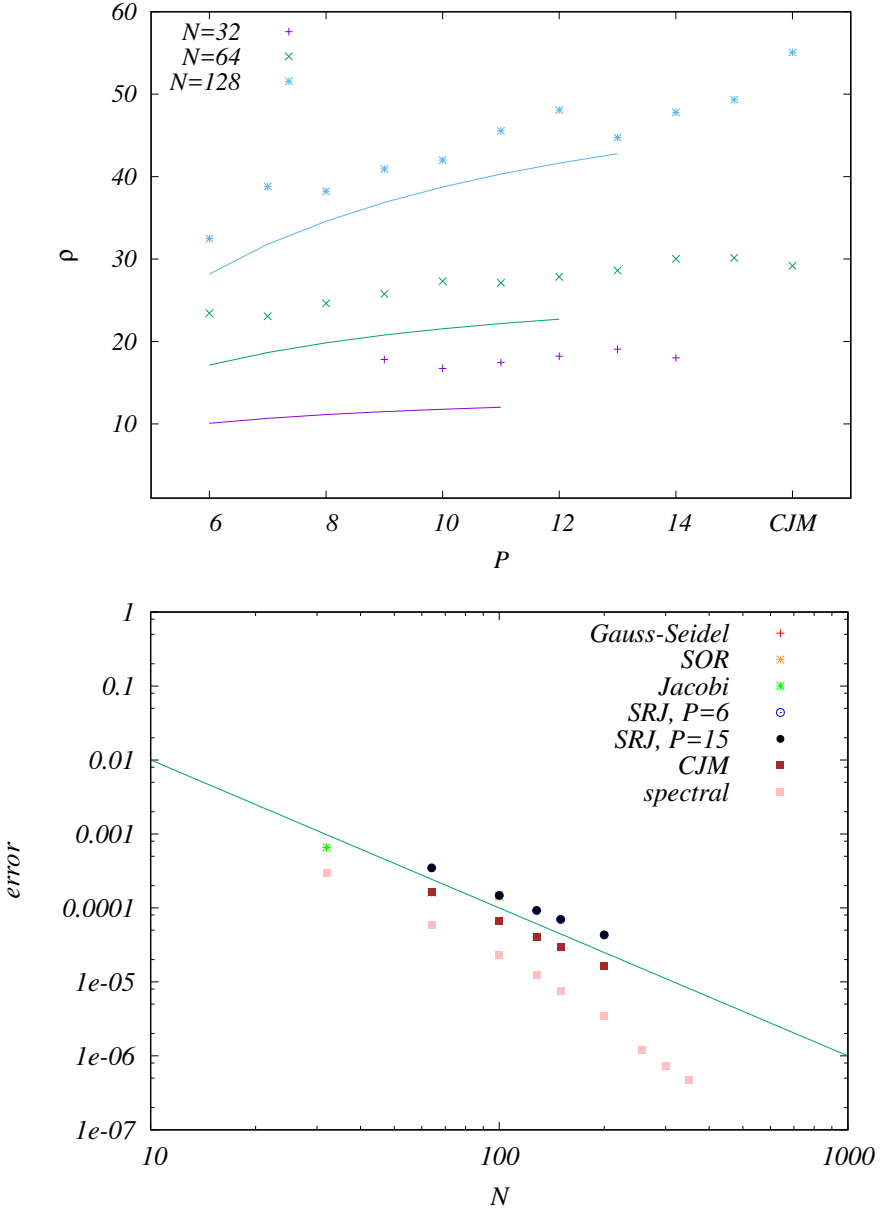 60
50
40
30
20
10
ρ
N=32
N=64
N=128
6
8
10
12
14
CJM
P
1
0.1
0.01
0.001
0.0001
1e-05
1e-06
1e-07
error
Gauss-Seidel
SOR
Jacobi
SRJ, P=6
SRJ, P=15
CJM
spectral
10
100
1000
N